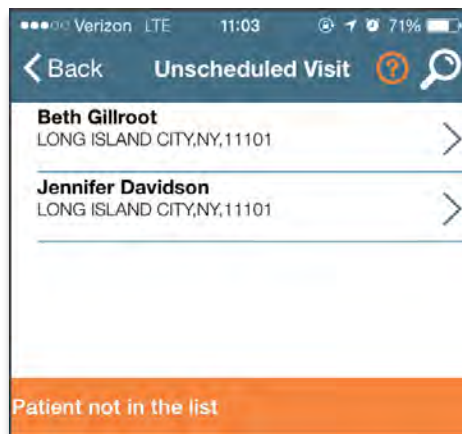 Verizon LTE 11:03 71%
Back Unscheduled Visit ?
Beth Gillroot
LONG ISLAND CITY,NY,11101
Jennifer Davidson
LONG ISLAND CITY,NY,11101
Patient not in the list